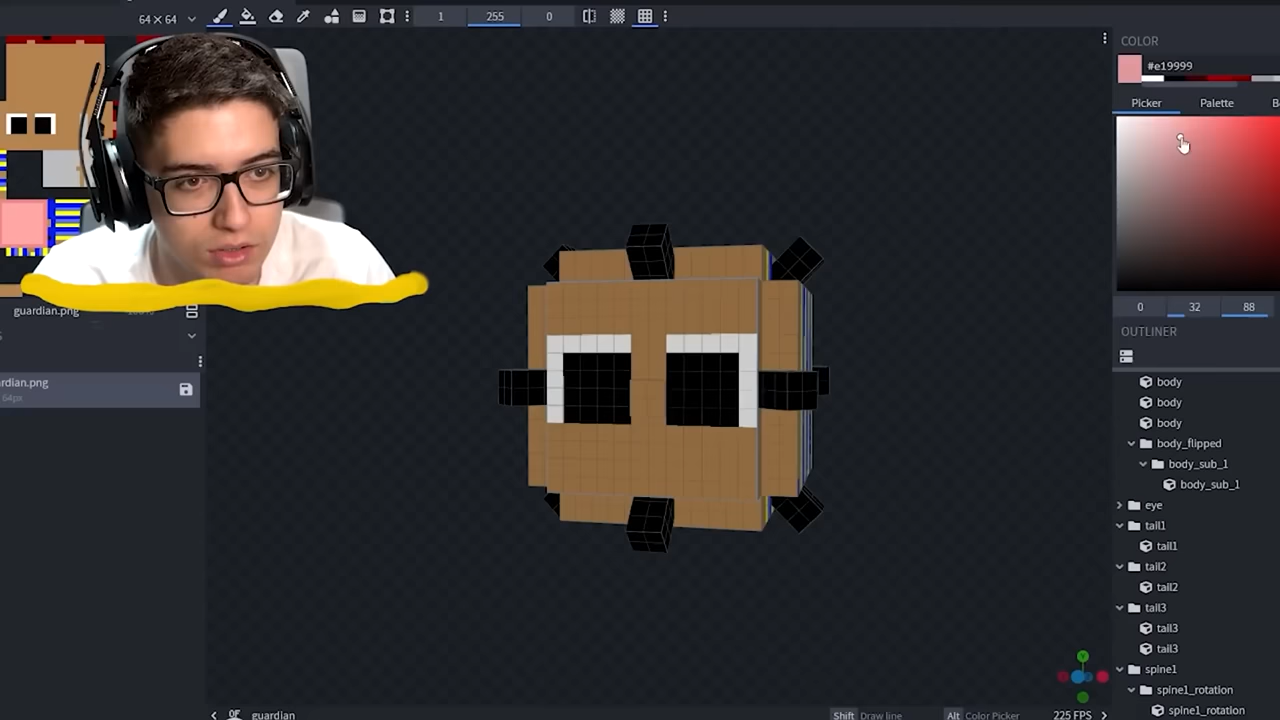 64 × 64
1
255
0
COLOR
#e19999
Picker
Palette
0
32
88
OUTLINER
guardian.png
rdian.png
64px
body
body
body
body_flipped
body_sub_1
body_sub_1
eye
tail1
tail1
tail2
tail2
tail3
tail3
tail3
spine1
spine1_rotation
spine1_rotation
guardian
Shift Draw line
Alt Color Picker
225 FPS